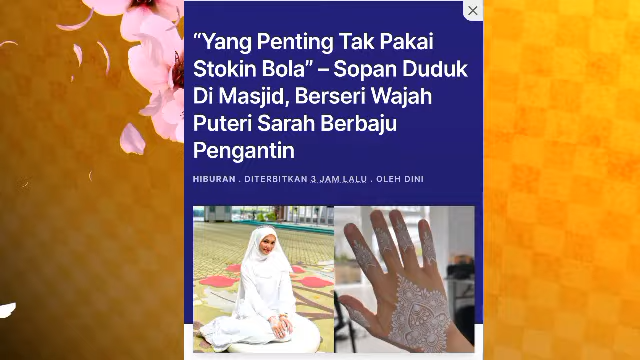 “Yang Penting Tak Pakai
Stokin Bola” – Sopan Duduk
Di Masjid, Berseri Wajah
Puteri Sarah Berbaju
Pengantin
HIBURAN . DITERBITKAN 3 JAM LALU . OLEH DINI